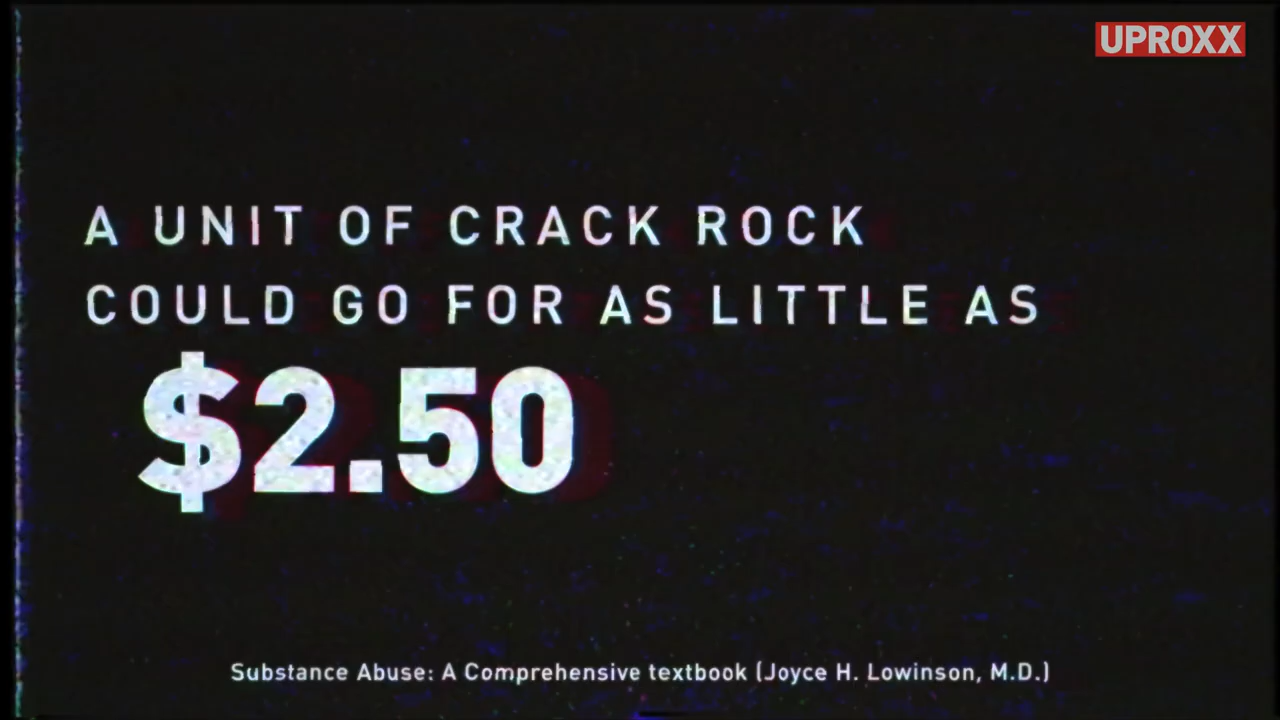 UPROXX
A UNIT OF CRACK ROCK
COULD GO FOR AS LITTLE AS
$2.50
Substance Abuse: A Comprehensive textbook (Joyce H. Lowinson, M.D.)